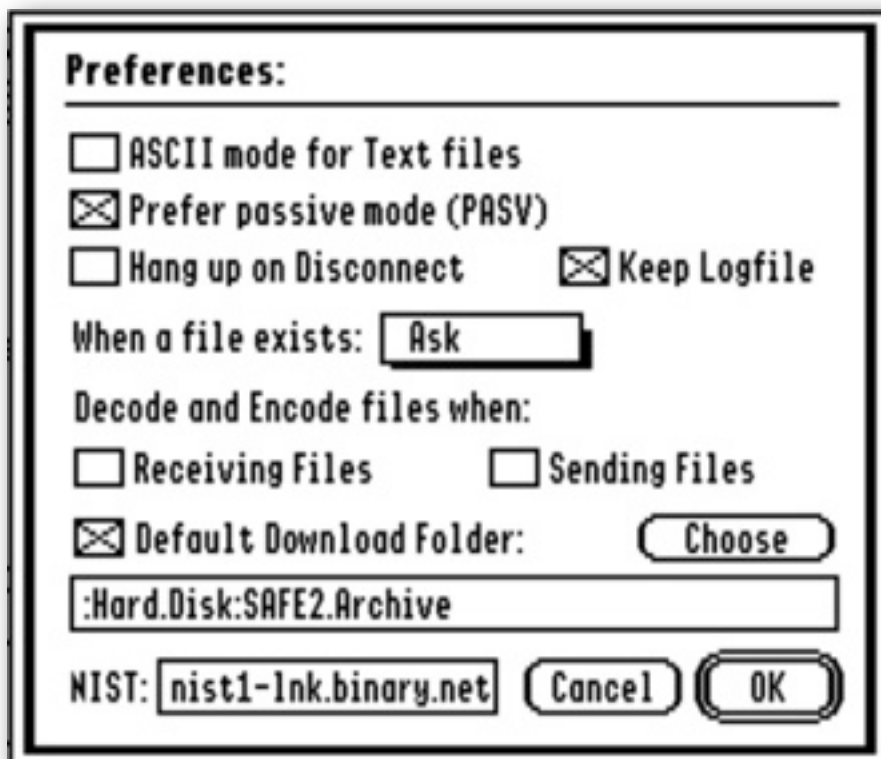 Preferences:
ASCII mode for Text files
Prefer passive mode (PASV)
Hang up on Disconnect Keep Logfile
When a file exists: Ask
Decode and Encode files when:
Receiving Files Sending Files
Default Download Folder: Choose
:Hard.Disk:SAFE2.Archive
NIST: nist1-lnk.binary.net Cancel OK